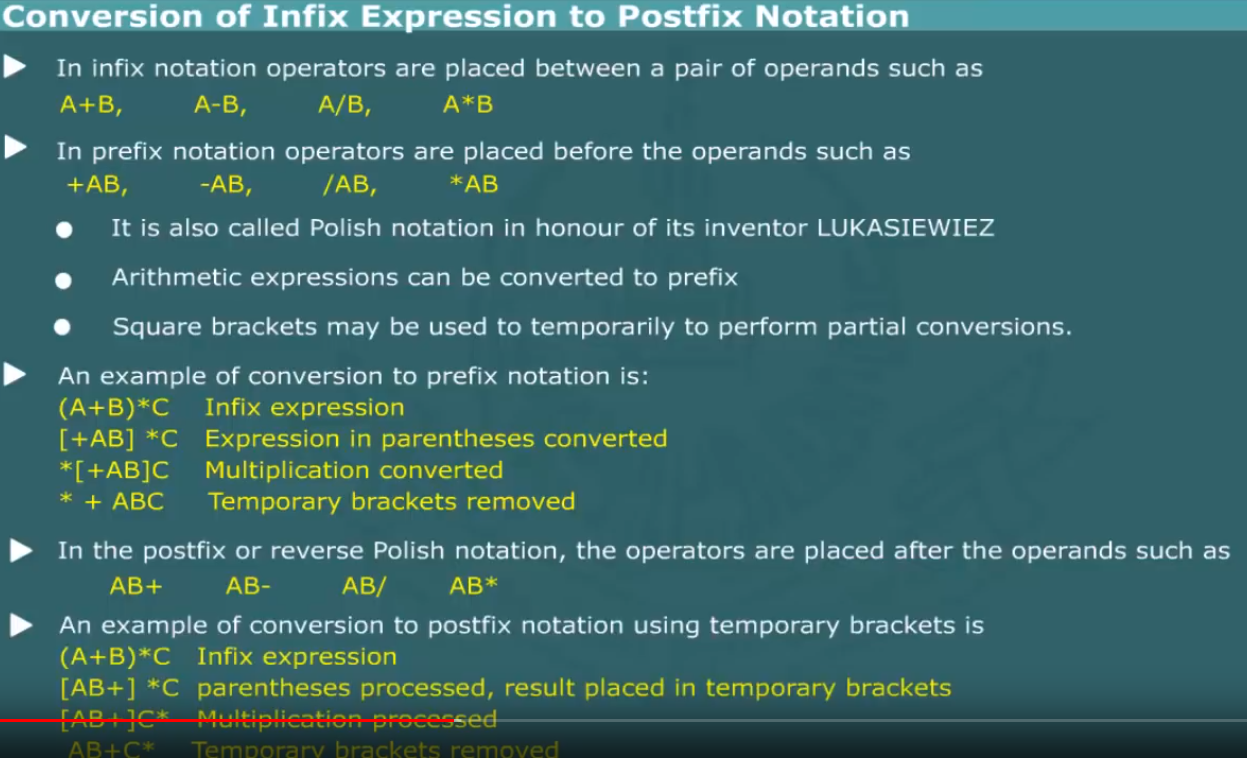 Conversion of Infix Expression to Postfix Notation
In infix notation operators are placed between a pair of operands such as
A+B, A-B, A/B, A*B
In prefix notation operators are placed before the operands such as
+AB, -AB, /AB, *AB
It is also called Polish notation in honour of its inventor LUKASIEWIEZ
Arithmetic expressions can be converted to prefix
Square brackets may be used to temporarily to perform partial conversions.
An example of conversion to prefix notation is:
(A+B)*C Infix expression
[+AB] *C Expression in parentheses converted
*[+AB]C Multiplication converted
* + ABC Temporary brackets removed
In the postfix or reverse Polish notation, the operators are placed after the operands such as
AB+ AB- AB/ AB*
An example of conversion to postfix notation using temporary brackets is
(A+B)*C Infix expression
[AB+] *C parentheses processed, result placed in temporary brackets
[AB+]C* Multiplication processed
AB+C* Temporary brackets removed